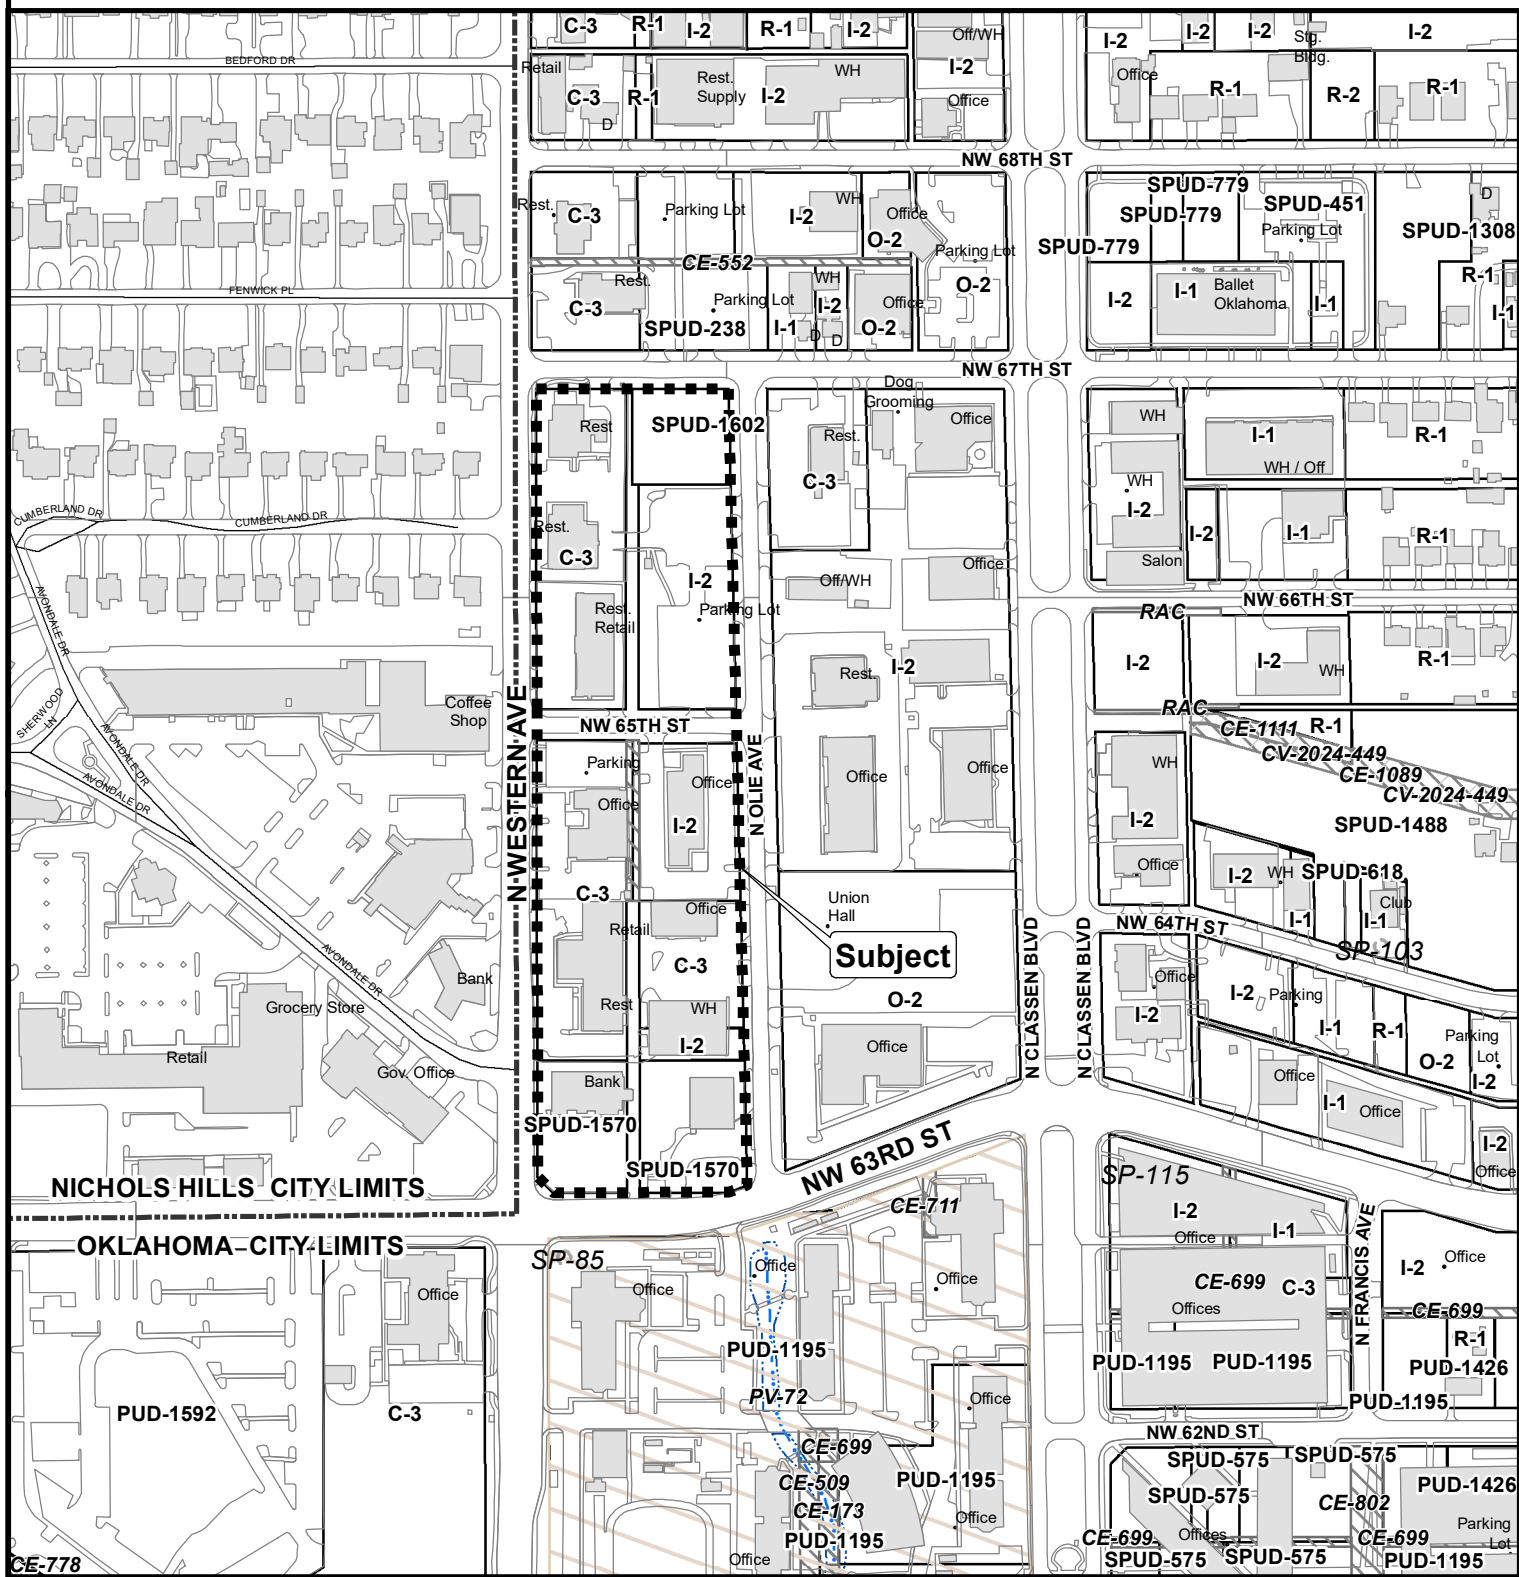 C-3
R-1
I-2
R-1
I-2
Off/WH
I-2
I-2
I-2
I-2
Stg.
Bldg.
I-2
BEDFORD DR
Retail
C-3
D
R-1
Rest.
Supply
I-2
WH
Office
Office
R-1
R-2
R-1
NW 68TH ST
Rest.
C-3
Parking Lot
I-2
WH
Office
O-2
Parking Lot
O-2
SPUD-779
SPUD-779
SPUD-779
SPUD-451
Parking Lot
D
SPUD-1308
CE-552
FENWICK PL
Rest.
C-3
Parking Lot
SPUD-238
WH
I-2
I-1
D
D
Office
O-2
I-2
I-1
Ballet
Oklahoma
I-1
R-1
I-1
NW 67TH ST
Rest
SPUD-1602
Dog
Grooming
Office
Rest.
C-3
WH
I-1
WH / Off
R-1
CUMBERLAND DR
CUMBERLAND DR
Rest.
C-3
I-2
Parking Lot
WH
I-2
I-2
I-1
R-1
Salon
Off/WH
Office
AVONDALE DR
NW 66TH ST
RAC
Rest.
Retail
I-2
Rest.
I-2
I-2
WH
R-1
SHERWOOD
LN
Coffee
Shop
N WESTERN AVE
RAC
CE-1111
R-1
CV-2024-449
CE-1089
CV-2024-449
SPUD-1488
NW 65TH ST
AVONDALE DR
AVONDALE DR
Parking
Office
Office
I-2
N OLIE AVE
Office
Office
WH
I-2
Office
C-3
I-2
WH
SPUD-618
Club
I-1
I-1
Union
Hall
Office
Retail
C-3
Subject
O-2
N CLASSEN BLVD
N CLASSEN BLVD
NW 64TH ST
SP-103
AVONDALE DR
Bank
Grocery Store
Retail
Gov. Office
Rest
WH
I-2
Office
Office
I-2
I-2
Parking
I-1
R-1
O-2
Parking
Lot
I-2
Bank
SPUD-1570
SPUD-1570
Office
I-1
Office
I-2
Office
NW 63RD ST
NICHOLS HILLS CITY LIMITS
OKLAHOMA CITY LIMITS
SP-115
I-2
Office
I-1
N FRANCIS AVE
CE-711
SP-85
Office
Office
Office
Office
CE-699
C-3
Offices
I-2
Office
CE-699
R-1
PUD-1195
PUD-1195
PUD-1195
PUD-1426
PV-72
Office
PUD-1195
PUD-1592
C-3
NW 62ND ST
CE-699
CE-509
CE-173
PUD-1195
PUD-1195
Office
Office
SPUD-575
SPUD-575
SPUD-575
CE-802
PUD-1426
CE-699
Offices
CE-699
Parking
Lot
SPUD-575
SPUD-575
PUD-1195
CE-778